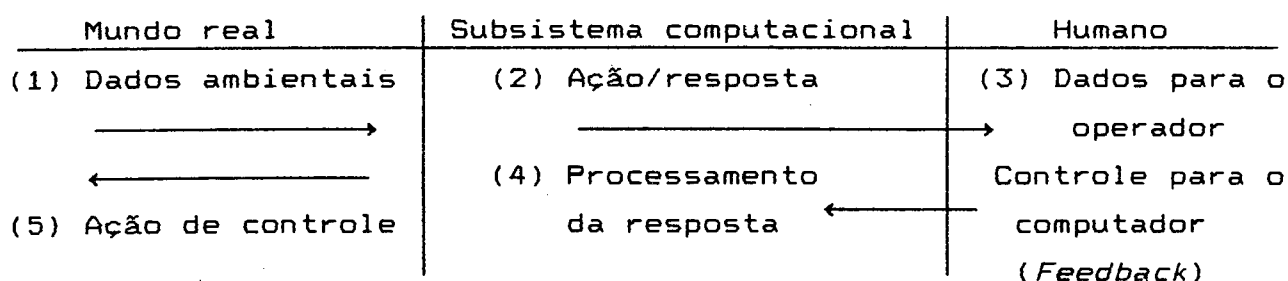 Mundo real Subsistema computacional Humano
(1) Dados ambientais (2) Ação/resposta (3) Dados para o
operador
(4) Processamento Controle para o
(5) Ação de controle da resposta computador
(Feedback)